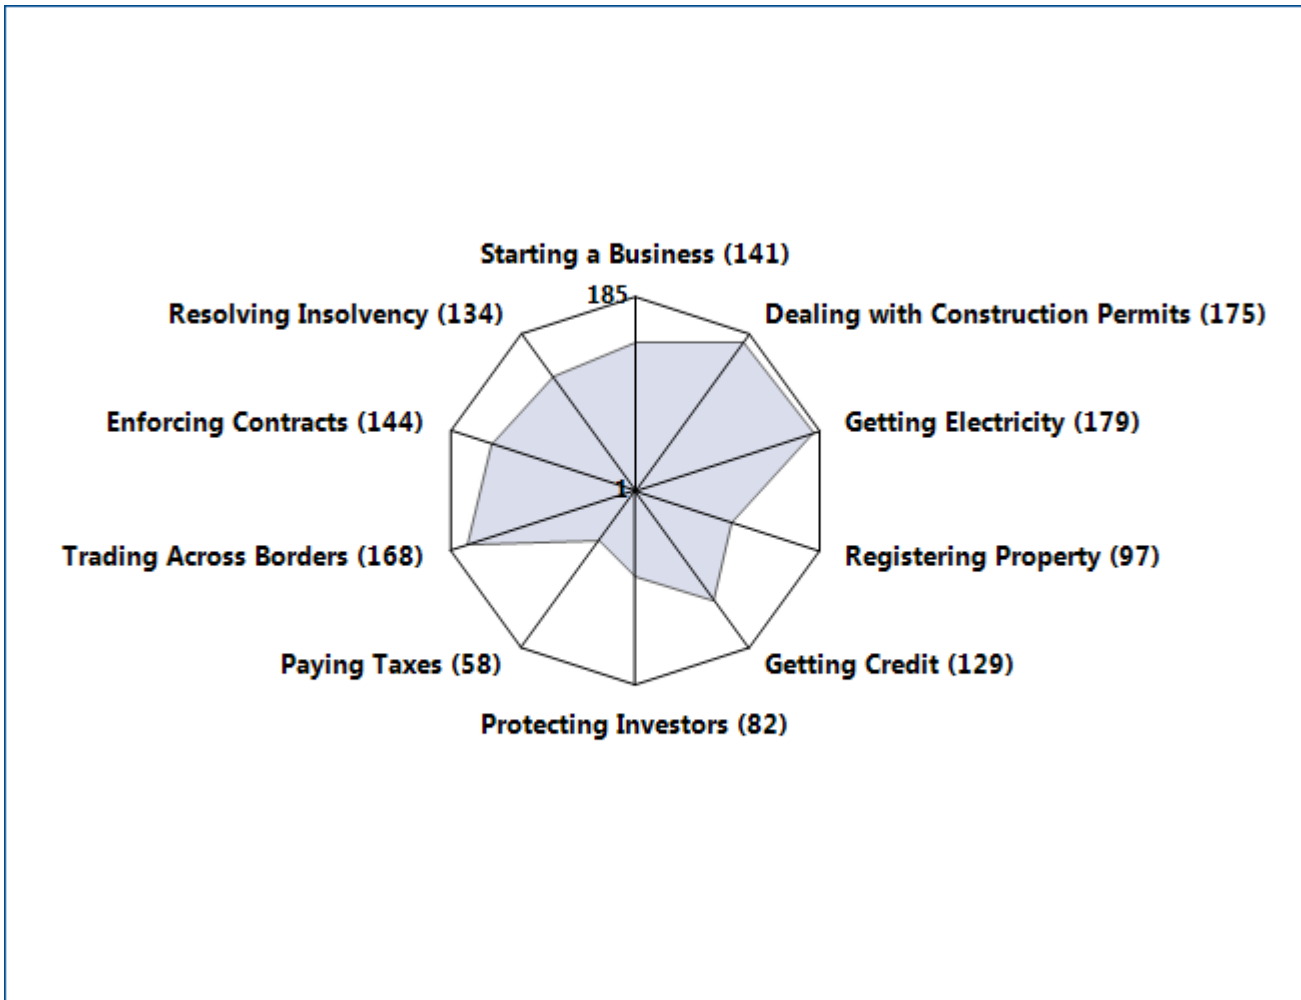 Starting a Business (141)
185
Resolving Insolvency (134)
Dealing with Construction Permits (175)
Enforcing Contracts (144)
Getting Electricity (179)
1
Trading Across Borders (168)
Registering Property (97)
Paying Taxes (58)
Getting Credit (129)
Protecting Investors (82)